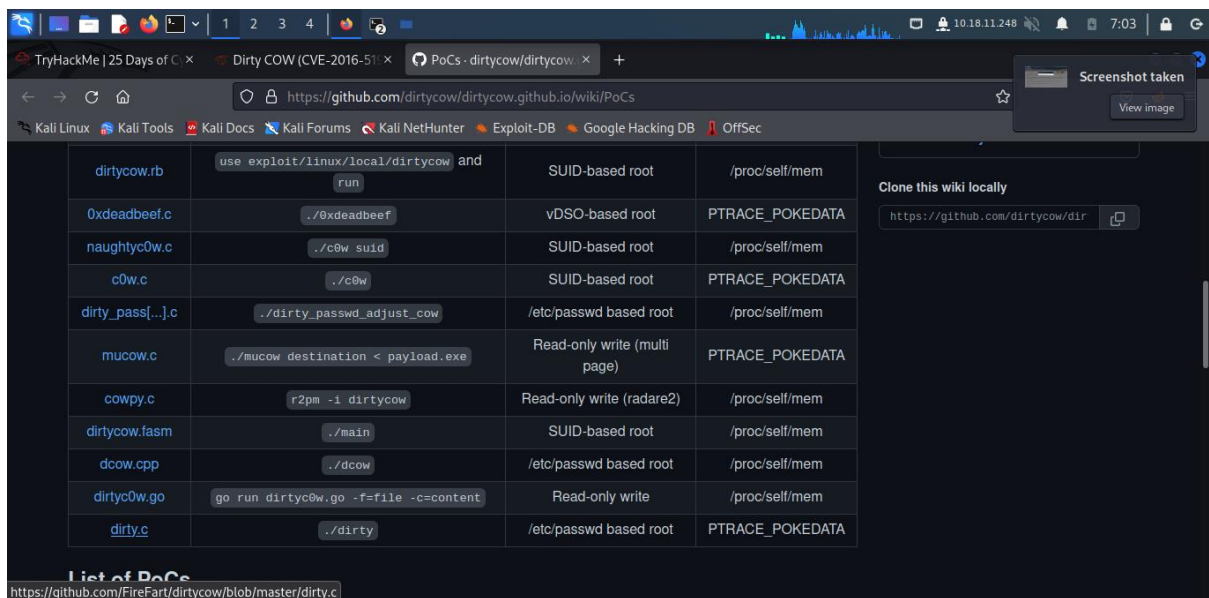 1 2 3 4 10.18.11.248 7:03
TryHackMe | 25 Days of C
Dirty COW (CVE-2016-519
PoCs · dirtycow/dirtycow.
Screenshot taken
View image
https://github.com/dirtycow/dirtycow.github.io/wiki/PoCs
Kali Linux Kali Tools Kali Docs Kali Forums Kali NetHunter Exploit-DB Google Hacking DB OffSec
dirtycow.rb use exploit/linux/local/dirtycow and run SUID-based root /proc/self/mem
Clone this wiki locally
0xdeadbeef.c ./0xdeadbeef vDSO-based root PTRACE_POKEDATA
https://github.com/dirtycow/dir
naughtyc0w.c ./c0w suid SUID-based root /proc/self/mem
c0w.c ./c0w SUID-based root PTRACE_POKEDATA
dirty_pass[...].c ./dirty_passwd_adjust_cow /etc/passwd based root /proc/self/mem
mucow.c ./mucow destination < payload.exe Read-only write (multi page) PTRACE_POKEDATA
cowpy.c r2pm -i dirtycow Read-only write (radare2) /proc/self/mem
dirtycow.fasm ./main SUID-based root /proc/self/mem
dcow.cpp ./dcow /etc/passwd based root /proc/self/mem
dirtyc0w.go go run dirtyc0w.go -f=file -c=content Read-only write /proc/self/mem
dirty.c ./dirty /etc/passwd based root PTRACE_POKEDATA
List of PoCs
https://github.com/FireFart/dirtycow/blob/master/dirty.c